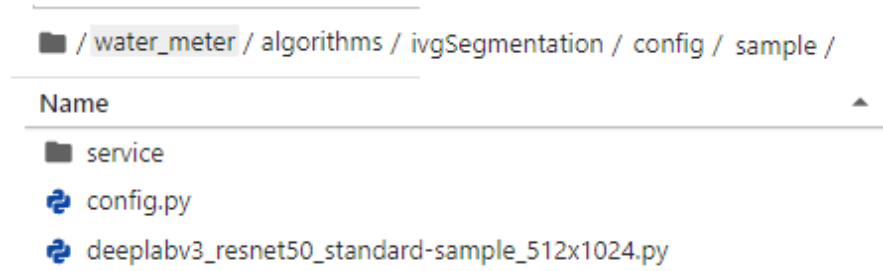 / water_meter / algorithms / ivgSegmentation / config / sample /
Name
service
config.py
deeplabv3_resnet50_standard-sample_512x1024.py